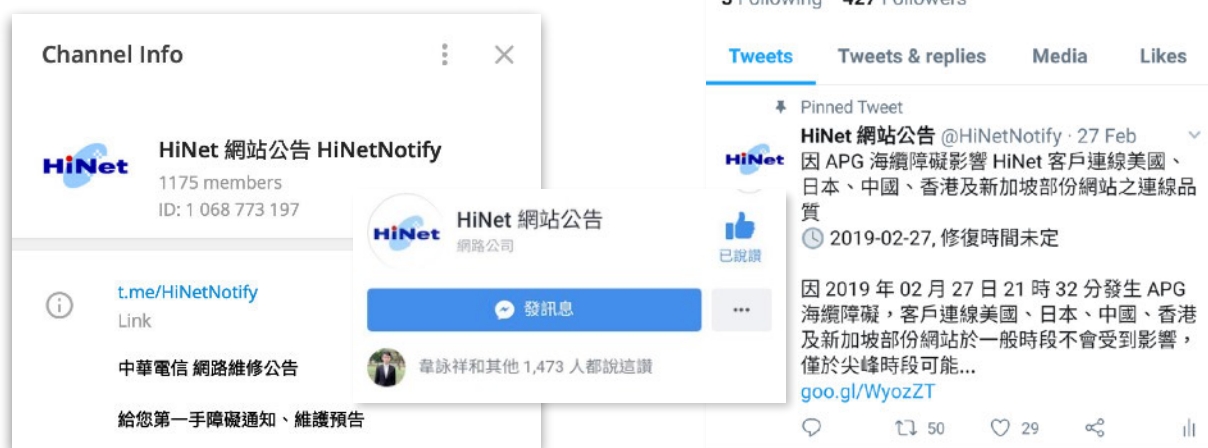 Channel Info
HiNet
HiNet 網站公告 HiNetNotify
1175 members
ID: 1 068 773 197
t.me/HiNetNotify
Link
中華電信 網路維修公告
給您第一手障礙通知、維護預告
HiNet
HiNet 網站公告
網路公司
已說讚
發訊息
韋詠祥和其他 1,473 人都說這讚
3 Following 427 Followers
Tweets Tweets & replies Media Likes
Pinned Tweet
HiNet
HiNet 網站公告 @HiNetNotify · 27 Feb
因 APG 海纜障礙影響 HiNet 客戶連線美國、
日本、中國、香港及新加坡部份網站之連線品
質
2019-02-27, 修復時間未定
因 2019 年 02 月 27 日 21 時 32 分發生 APG
海纜障礙，客戶連線美國、日本、中國、香港
及新加坡部份網站於一般時段不會受到影響，
僅於尖峰時段可能...
goo.gl/WyozZT
50 29